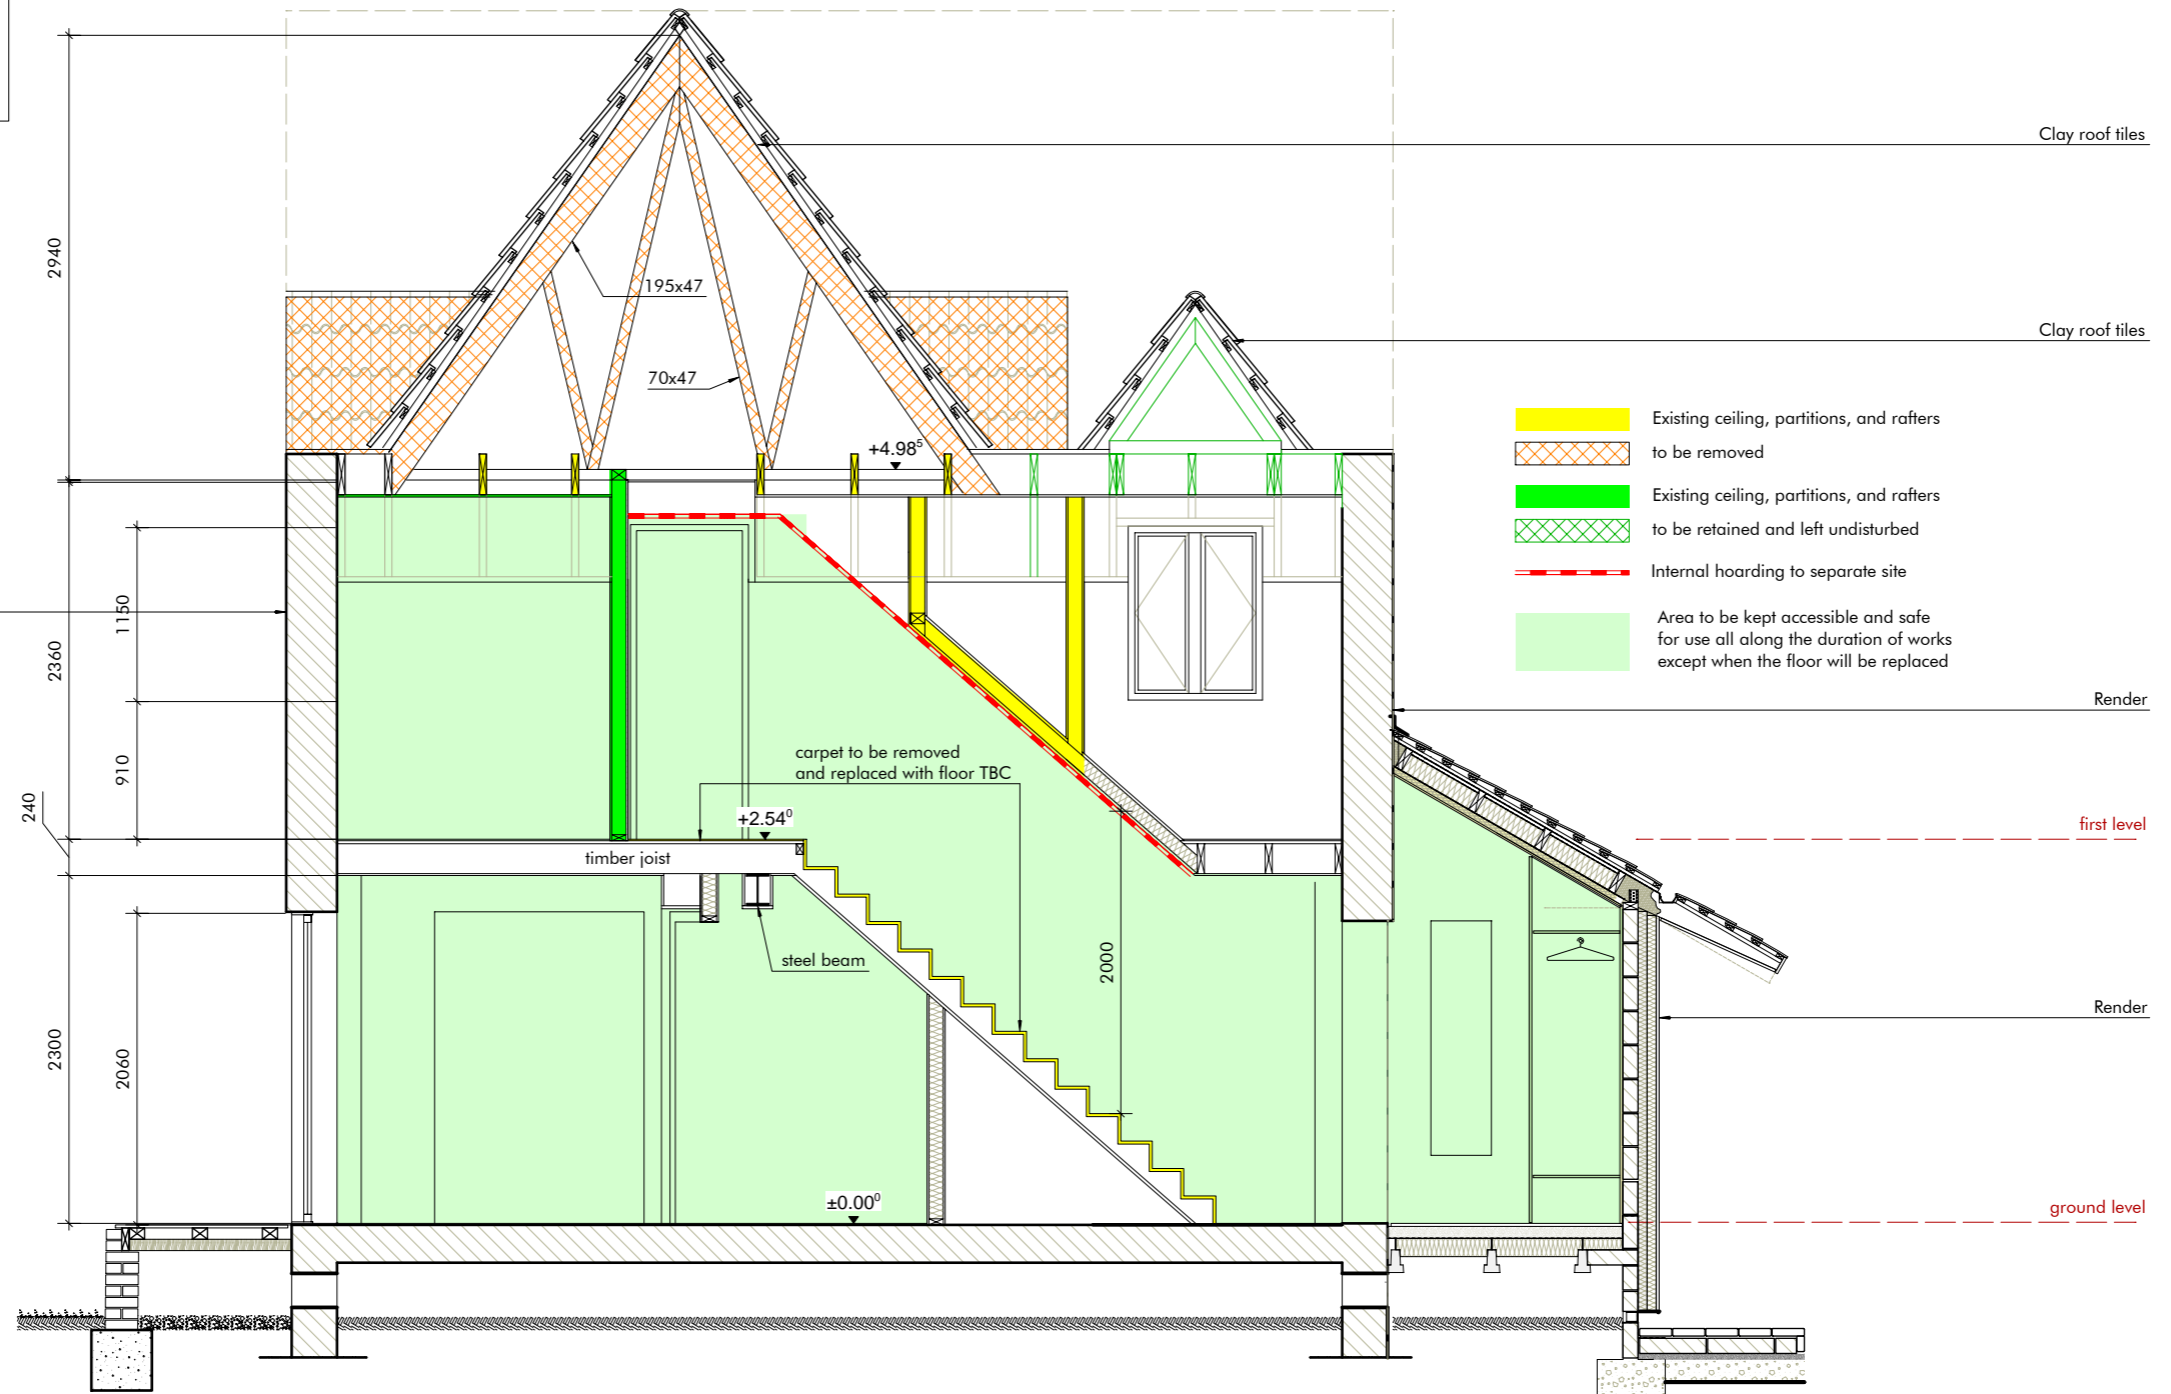 Clay roof tiles
2940
195x47
Clay roof tiles
70x47
Existing ceiling, partitions, and rafters
to be removed
+4.98⁵
Existing ceiling, partitions, and rafters
to be retained and left undisturbed
Internal hoarding to separate site
1150
Area to be kept accessible and safe
for use all along the duration of works
except when the floor will be replaced
2360
Render
910
carpet to be removed
and replaced with floor TBC
240
+2.54⁰
first level
timber joist
steel beam
2000
Render
2300
2060
±0.00⁰
ground level